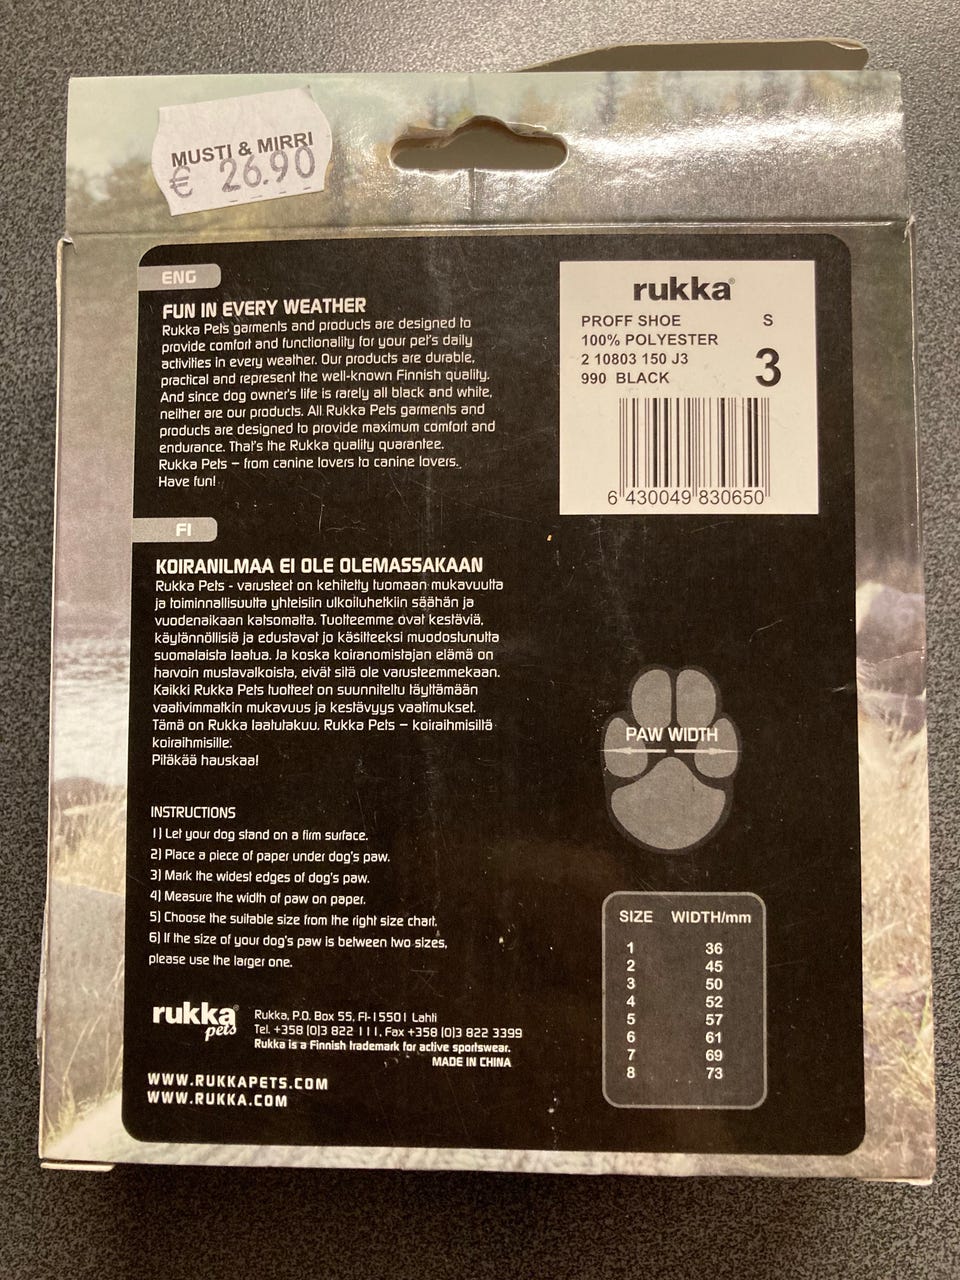 MUSTI & MIRRI
€ 26.90
ENG
FUN IN EVERY WEATHER
Rukka Pets garments and products are designed to
provide comfort and functionality for your pet's daily
activities in every weather. Our products are durable,
practical and represent the well-known Finnish quality.
And since dog owner's life is rarely all black and white,
neither are our products. All Rukka Pets garments and
products are designed to provide maximum comfort and
endurance. That's the Rukka quality quarantee.
Rukka Pets – from canine lovers to canine lovers.
Have fun!
rukka®
PROFF SHOE S
100% POLYESTER
2 10803 150 J3
990 BLACK
3
6 430049 830650
FI
KOIRANILMAA EI OLE OLEMASSAKAAN
Rukka Pets - varusteet on kehitetty tuomaan mukavuutta
ja toiminnallisuutta yhteisiin ulkoiluhetkiin säähän ja
vuodenaikaan katsomatta. Tuotteemme ovat kestäviä,
käytännöllisiä ja edustavat jo käsitteeksi muodostunutta
suomalaista laatua. Ja koska koiranomistajan elämä on
harvoin mustavalkoista, eivät sitä ole varusteemmekaan.
Kaikki Rukka Pets tuotteet on suunniteltu täyttämään
vaativimmatkin mukavuus ja kestävyys vaatimukset.
Tämä on Rukka laatutakuu. Rukka Pets – koiraihmisiltä
koiraihmisille.
Pitäkää hauskaa!
PAW WIDTH
INSTRUCTIONS
1) Let your dog stand on a firm surface.
2) Place a piece of paper under dog's paw.
3) Mark the widest edges of dog's paw.
4) Measure the width of paw on paper.
5) Choose the suitable size from the right size chart.
6) If the size of your dog's paw is between two sizes,
please use the larger one.
SIZE WIDTH/mm
1 36
2 45
3 50
4 52
5 57
6 61
7 69
8 73
rukka®
pets
Rukka, P.O. Box 55, FI-15501 Lahti
Tel. +358 (0)3 822 111, Fax +358 (0)3 822 3399
Rukka is a Finnish trademark for active sportswear.
MADE IN CHINA
WWW.RUKKAPETS.COM
WWW.RUKKA.COM